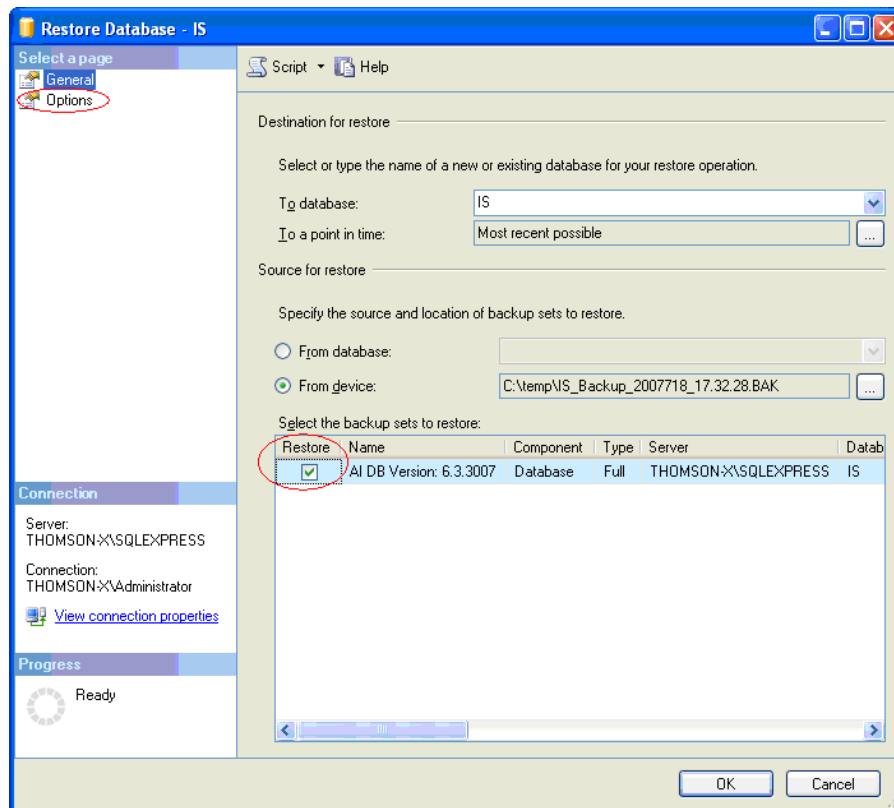 Restore Database - IS
Select a page
General
Options
Script Help
Destination for restore
Select or type the name of a new or existing database for your restore operation.
To database: IS
To a point in time: Most recent possible ...
Source for restore
Specify the source and location of backup sets to restore.
From database:
From device: C:\temp\IS_Backup_2007718_17.32.28.BAK ...
Select the backup sets to restore:
Restore Name Component Type Server Datab
AI DB Version: 6.3.3007 Database Full THOMSON-X\SQLEXPRESS IS
Connection
Server:
THOMSON-X\SQLEXPRESS
Connection:
THOMSON-X\Administrator
View connection properties
Progress
Ready
OK Cancel